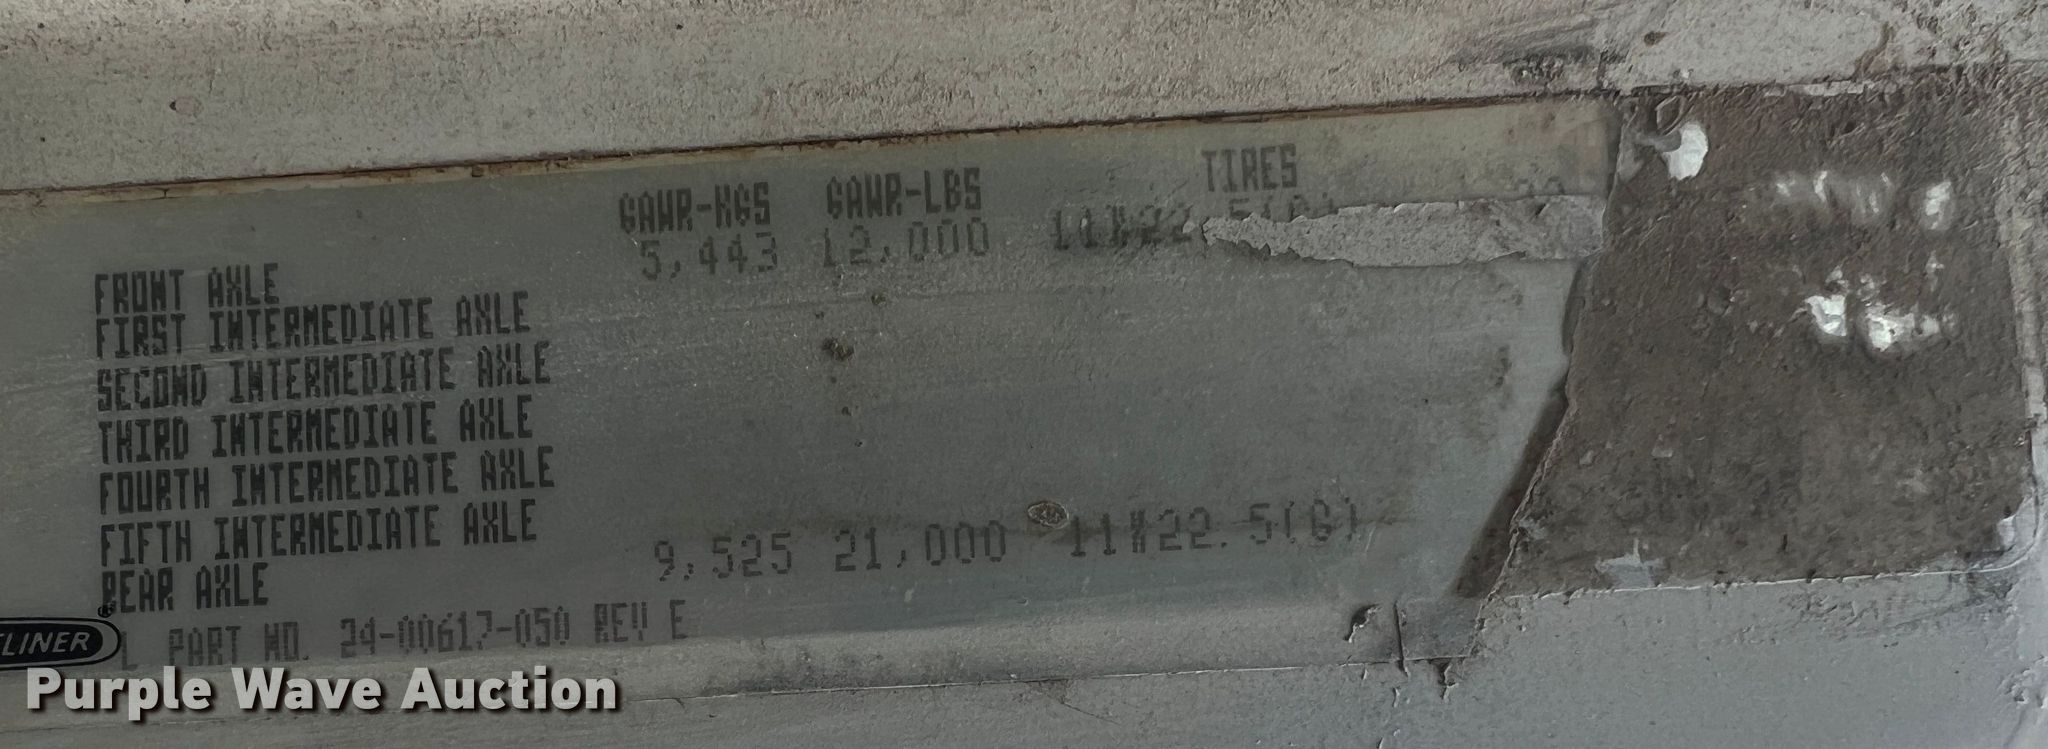 GAWR-KGS GAWR-LBS TIRES
FRONT AXLE 5,443 12,000
FIRST INTERMEDIATE AXLE
SECOND INTERMEDIATE AXLE
THIRD INTERMEDIATE AXLE
FOURTH INTERMEDIATE AXLE
FIFTH INTERMEDIATE AXLE
REAR AXLE 9,525 21,000 11R22.5(G)
LINER
PART NO. 24-00617-050 REV E
Purple Wave Auction